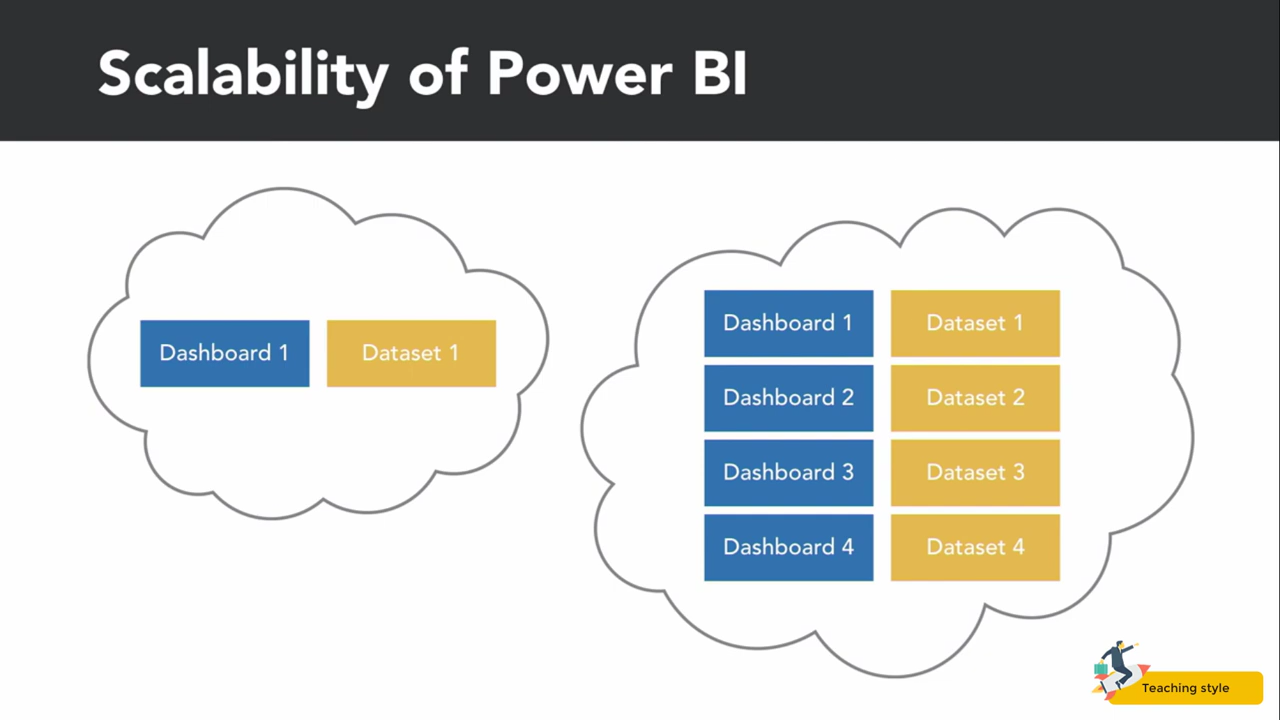 Scalability of Power BI
Dashboard 1
Dataset 1
Dashboard 1
Dataset 1
Dashboard 2
Dataset 2
Dashboard 3
Dataset 3
Dashboard 4
Dataset 4
Teaching style